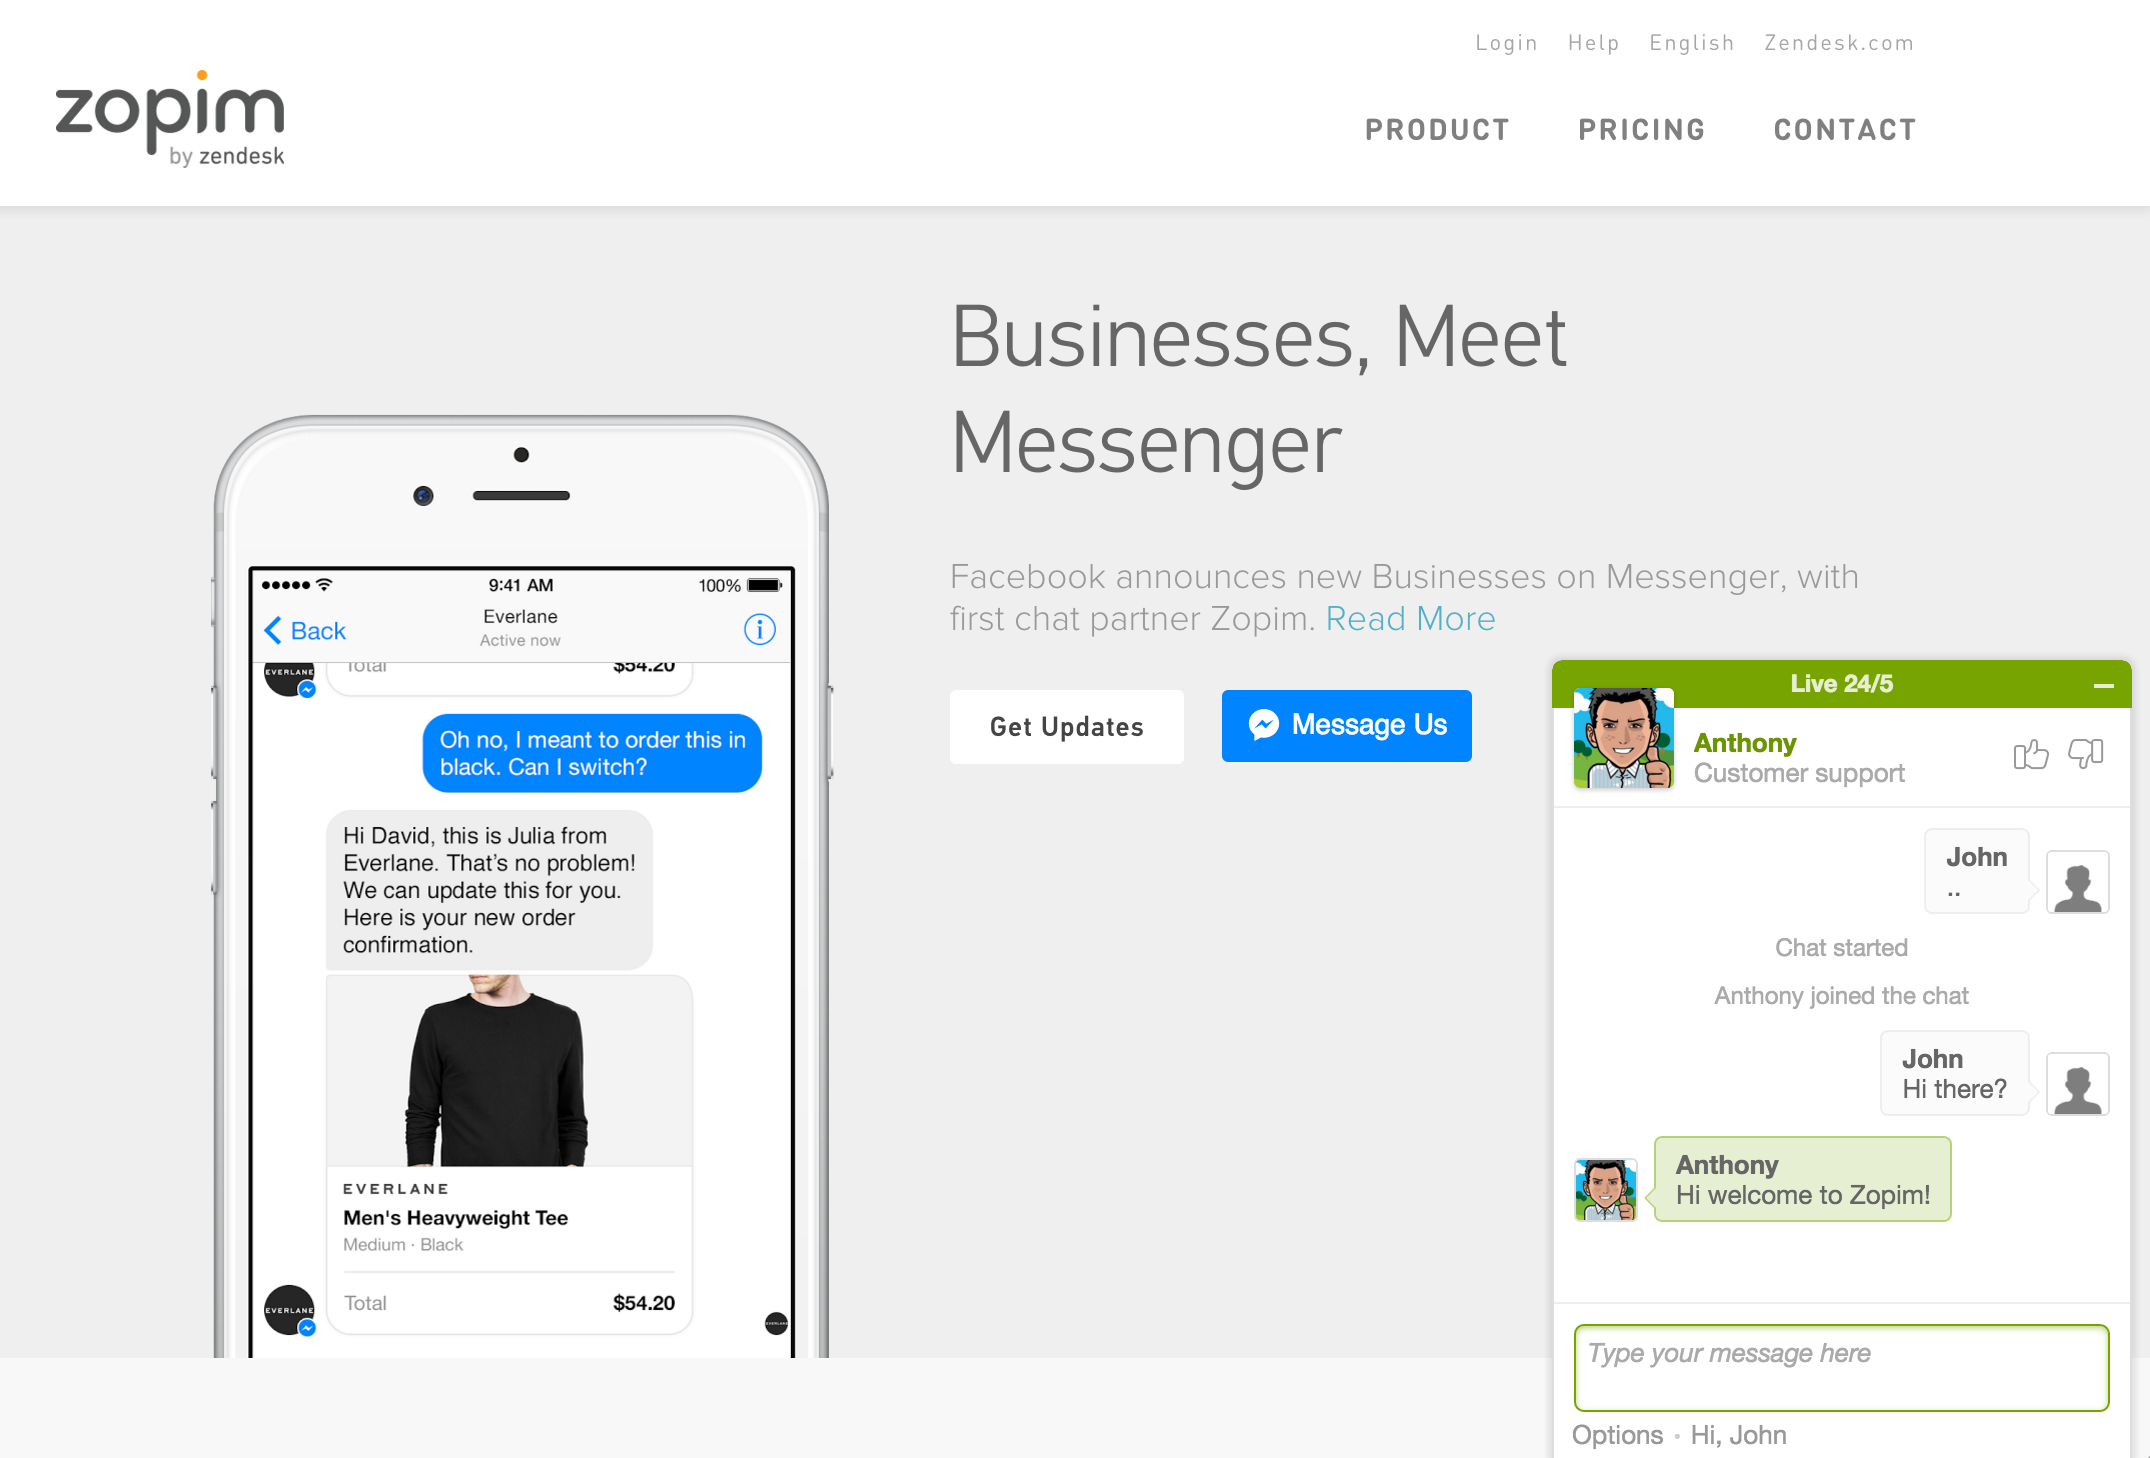 Login Help English Zendesk.com
zopim
by zendesk
PRODUCT PRICING CONTACT
Businesses, Meet
Messenger
Facebook announces new Businesses on Messenger, with
first chat partner Zopim. Read More
Get Updates
Message Us
9:41 AM
100%
Back
Everlane
Active now
EVERLANE
Total $54.20
Oh no, I meant to order this in
black. Can I switch?
Hi David, this is Julia from
Everlane. That's no problem!
We can update this for you.
Here is your new order
confirmation.
EVERLANE
Men's Heavyweight Tee
Medium · Black
Total $54.20
EVERLANE
EVERLANE
Live 24/5
Anthony
Customer support
John
..
Chat started
Anthony joined the chat
John
Hi there?
Anthony
Hi welcome to Zopim!
Type your message here
Options • Hi, John